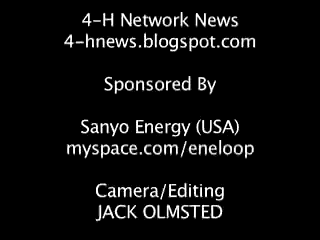 4-H Network News
4-hnews.blogspot.com
Sponsored By
Sanyo Energy (USA)
myspace.com/eneloop
Camera/Editing
JACK OLMSTED